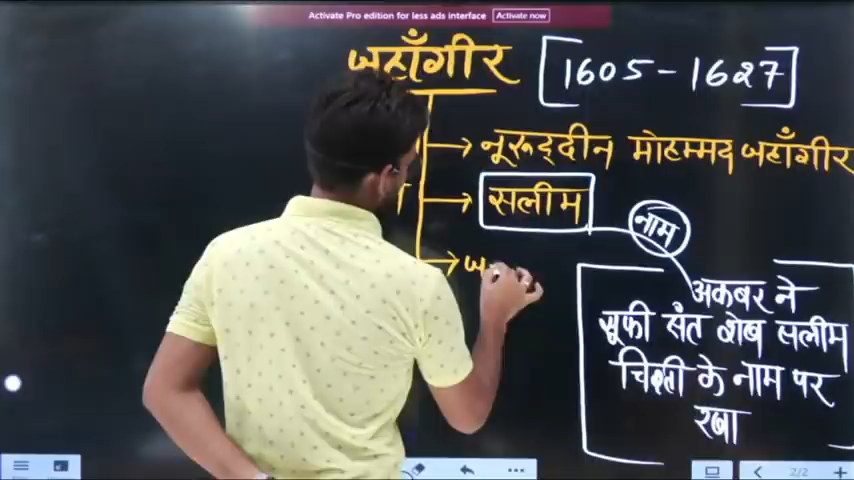 Activate Pro edition for less ads interface Activate now
जहाँगीर [1605-1627]
→ नूरूद्दीन मोहम्मद जहाँगीर
→ सलीम
नाम
अकबर ने
सूफी संत शेख सलीम
चिश्ती के नाम पर
रखा
2/2